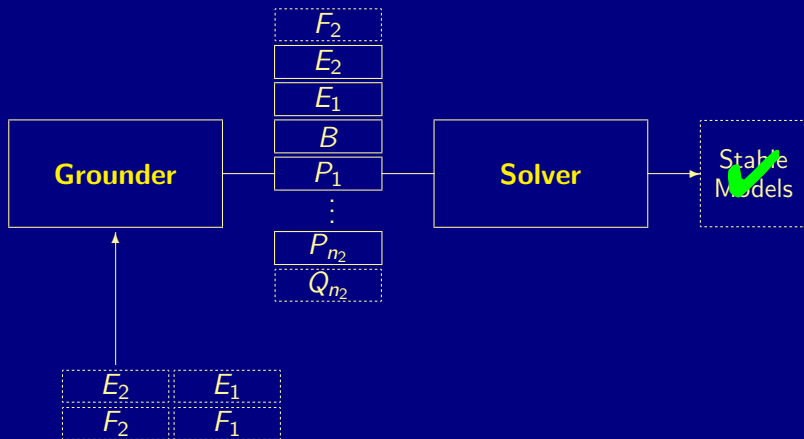 F₂
E₂
E₁
B
Grounder
P₁
Solver
Stable
Models
⋮
Pₙ₂
Qₙ₂
E₂ E₁
F₂ F₁